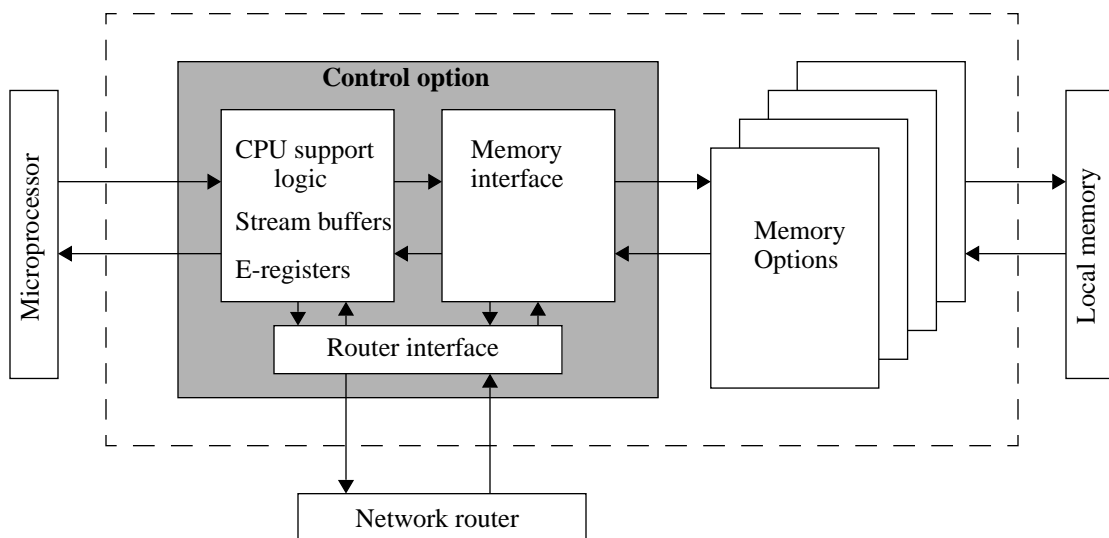 Control option
Microprocessor
CPU support
logic
Stream buffers
E-registers
Memory
interface
Router interface
Memory
Options
Local memory
Network router